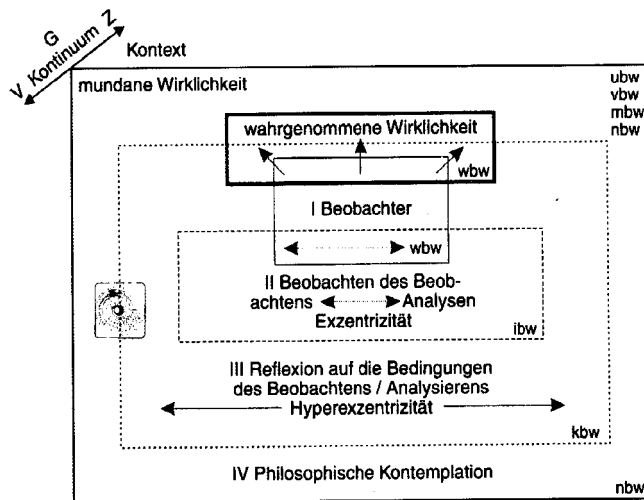 G
V Kontinuum Z
Kontext
mundane Wirklichkeit
ubw
vbw
mbw
nbw
wahrgenommene Wirklichkeit
wbw
I Beobachter
wbw
II Beobachten des Beob-
achtens Analysen
Exzentrizität
ibw
III Reflexion auf die Bedingungen
des Beobachtens / Analysierens
Hyperexzentrizität
kbw
IV Philosophische Kontemplation
nbw